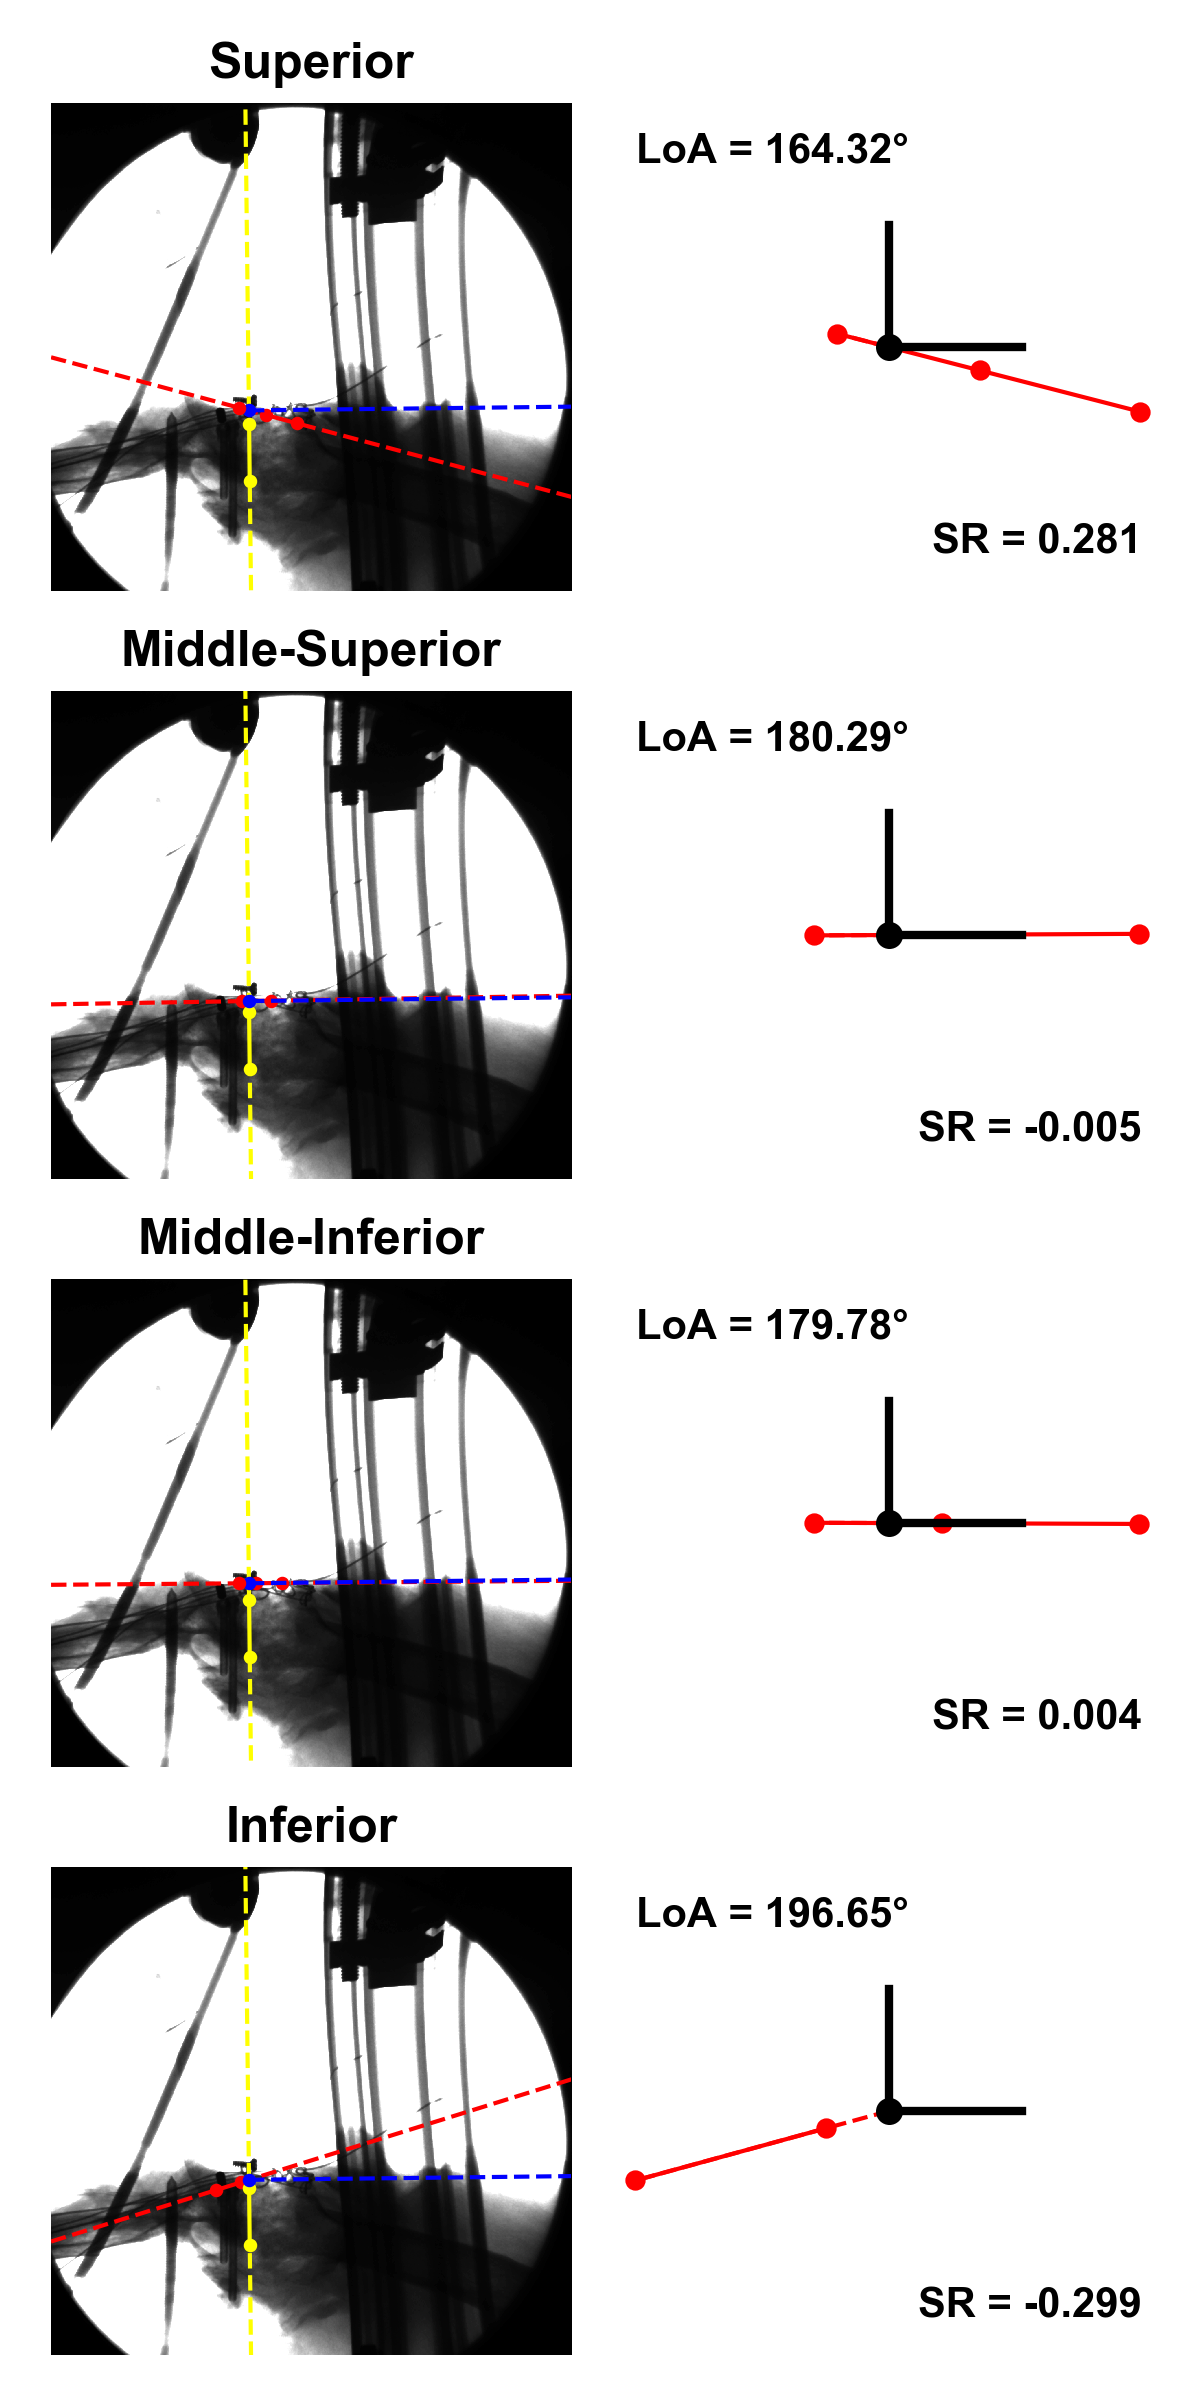 Superior
LoA = 164.32°
SR = 0.281
Middle-Superior
LoA = 180.29°
SR = -0.005
Middle-Inferior
LoA = 179.78°
SR = 0.004
Inferior
LoA = 196.65°
SR = -0.299